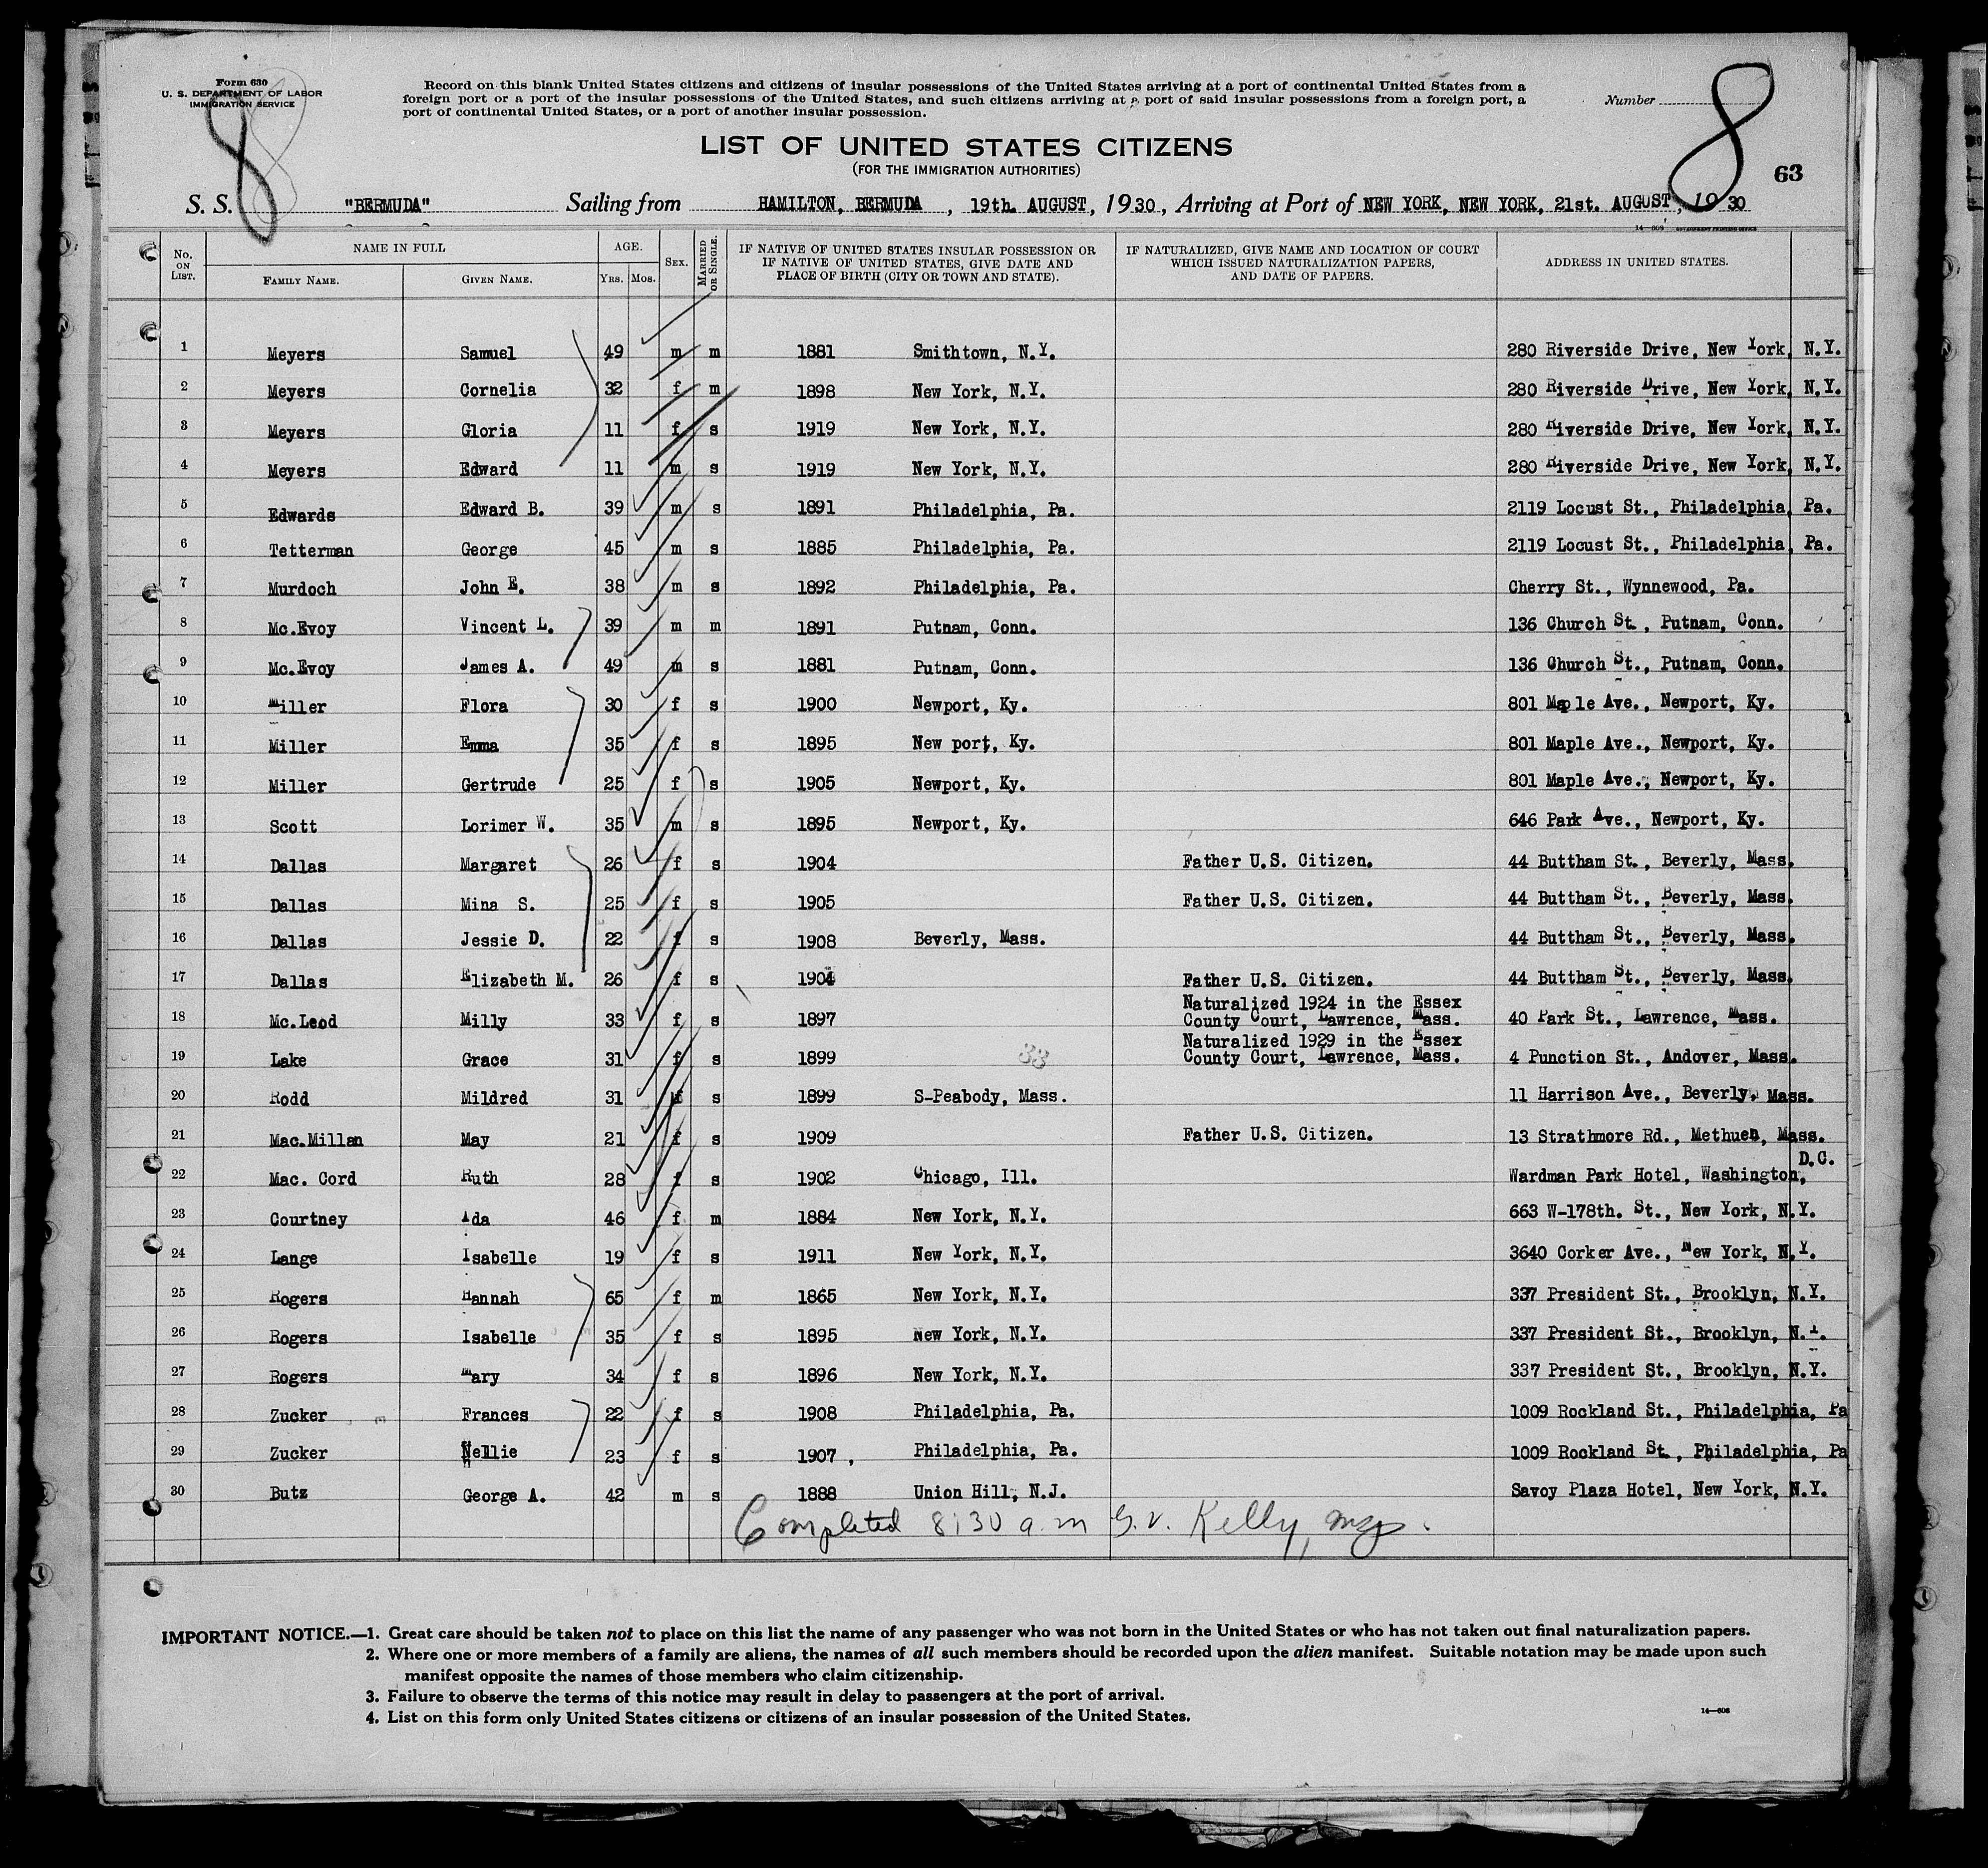 Form 630
U. S. DEPARTMENT OF LABOR
IMMIGRATION SERVICE
8
Record on this blank United States citizens and citizens of insular possessions of the United States arriving at a port of continental United States from a
foreign port or a port of the insular possessions of the United States, and such citizens arriving at a port of said insular possessions from a foreign port, a
port of continental United States, or a port of another insular possession.
Number 8
LIST OF UNITED STATES CITIZENS
(FOR THE IMMIGRATION AUTHORITIES)
63
S. S. "BERMUDA" Sailing from HAMILTON, BERMUDA, 19th. AUGUST, 1930, Arriving at Port of NEW YORK, NEW YORK, 21st. AUGUST, 1930
14—608 GOVERNMENT PRINTING OFFICE
No. ON LIST. NAME IN FULL FAMILY NAME. GIVEN NAME. AGE. YRS. MOS. SEX. MARRIED OR SINGLE. IF NATIVE OF UNITED STATES INSULAR POSSESSION OR IF NATIVE OF UNITED STATES, GIVE DATE AND PLACE OF BIRTH (CITY OR TOWN AND STATE). IF NATURALIZED, GIVE NAME AND LOCATION OF COURT WHICH ISSUED NATURALIZATION PAPERS, AND DATE OF PAPERS. ADDRESS IN UNITED STATES.
1 Meyers Samuel 49 m m 1881 Smithtown, N.Y. 280 Riverside Drive, New York, N.Y.
2 Meyers Cornelia 32 f m 1898 New York, N.Y. 280 Riverside Drive, New York, N.Y.
3 Meyers Gloria 11 f s 1919 New York, N.Y. 280 Riverside Drive, New York, N.Y.
4 Meyers Edward 11 m s 1919 New York, N.Y. 280 Riverside Drive, New York, N.Y.
5 Edwards Edward B. 39 m s 1891 Philadelphia, Pa. 2119 Locust St., Philadelphia, Pa.
6 Tetterman George 45 m s 1885 Philadelphia, Pa. 2119 Locust St., Philadelphia, Pa.
7 Murdoch John E. 38 m s 1892 Philadelphia, Pa. Cherry St., Wynnewood, Pa.
8 Mc.Evoy Vincent L. 39 m m 1891 Putnam, Conn. 136 Church St., Putnam, Conn.
9 Mc.Evoy James A. 49 m s 1881 Putnam, Conn. 136 Church St., Putnam, Conn.
10 Miller Flora 30 f s 1900 Newport, Ky. 801 Maple Ave., Newport, Ky.
11 Miller Emma 35 f s 1895 New port, Ky. 801 Maple Ave., Newport, Ky.
12 Miller Gertrude 25 f s 1905 Newport, Ky. 801 Maple Ave., Newport, Ky.
13 Scott Lorimer W. 35 m s 1895 Newport, Ky. 646 Park Ave., Newport, Ky.
14 Dallas Margaret 26 f s 1904 Father U.S. Citizen. 44 Buttham St., Beverly, Mass.
15 Dallas Mina S. 25 f s 1905 Father U.S. Citizen. 44 Buttham St., Beverly, Mass.
16 Dallas Jessie D. 22 f s 1908 Beverly, Mass. 44 Buttham St., Beverly, Mass.
17 Dallas Elizabeth M. 26 f s 1904 Father U.S. Citizen. 44 Buttham St., Beverly, Mass.
Naturalized 1924 in the Essex
18 Mc.Leod Milly 33 f s 1897 County Court, Lawrence, Mass. 40 Park St., Lawrence, Mass.
Naturalized 1929 in the Essex
19 Lake Grace 31 f s 1899 33 County Court, Lawrence, Mass. 4 Punction St., Andover, Mass.
20 Rodd Mildred 31 f s 1899 S-Peabody, Mass. 11 Harrison Ave., Beverly, Mass.
21 Mac.Millan May 21 f s 1909 Father U.S. Citizen. 13 Strathmore Rd., Methuen, Mass.
22 Mac. Cord Ruth 28 f s 1902 Chicago, Ill. Wardman Park Hotel, Washington, D.C.
23 Courtney Ada 46 f m 1884 New York, N.Y. 663 W-178th. St., New York, N.Y.
24 Lange Isabelle 19 f s 1911 New York, N.Y. 3640 Corker Ave., New York, N.Y.
25 Rogers Hannah 65 f m 1865 New York, N.Y. 337 President St., Brooklyn, N.Y.
26 Rogers Isabelle 35 f s 1895 New York, N.Y. 337 President St., Brooklyn, N.Y.
27 Rogers Mary 34 f s 1896 New York, N.Y. 337 President St., Brooklyn, N.Y.
28 Zucker Frances 22 f s 1908 Philadelphia, Pa. 1009 Rockland St., Philadelphia, Pa
29 Zucker Nellie 23 f s 1907 , Philadelphia, Pa. 1009 Rockland St., Philadelphia, Pa
30 Butz George A. 42 m s 1888 Union Hill, N.J. Savoy Plaza Hotel, New York, N.Y.
Completed 8:30 a.m G.V. Kelly,
IMPORTANT NOTICE.—1. Great care should be taken not to place on this list the name of any passenger who was not born in the United States or who has not taken out final naturalization papers.
2. Where one or more members of a family are aliens, the names of all such members should be recorded upon the alien manifest. Suitable notation may be made upon such
manifest opposite the names of those members who claim citizenship.
3. Failure to observe the terms of this notice may result in delay to passengers at the port of arrival.
4. List on this form only United States citizens or citizens of an insular possession of the United States.
14—608